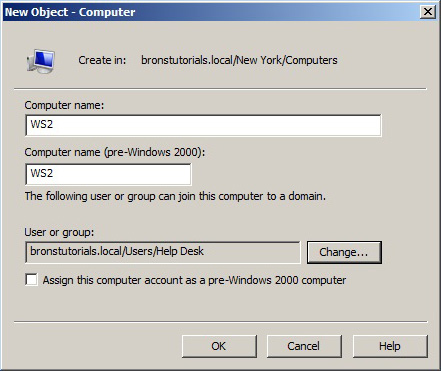 New Object - Computer
Create in: bronstutorials.local/New York/Computers
Computer name:
WS2
Computer name (pre-Windows 2000):
WS2
The following user or group can join this computer to a domain.
User or group:
bronstutorials.local/Users/Help Desk
Change...
Assign this computer account as a pre-Windows 2000 computer
OK
Cancel
Help